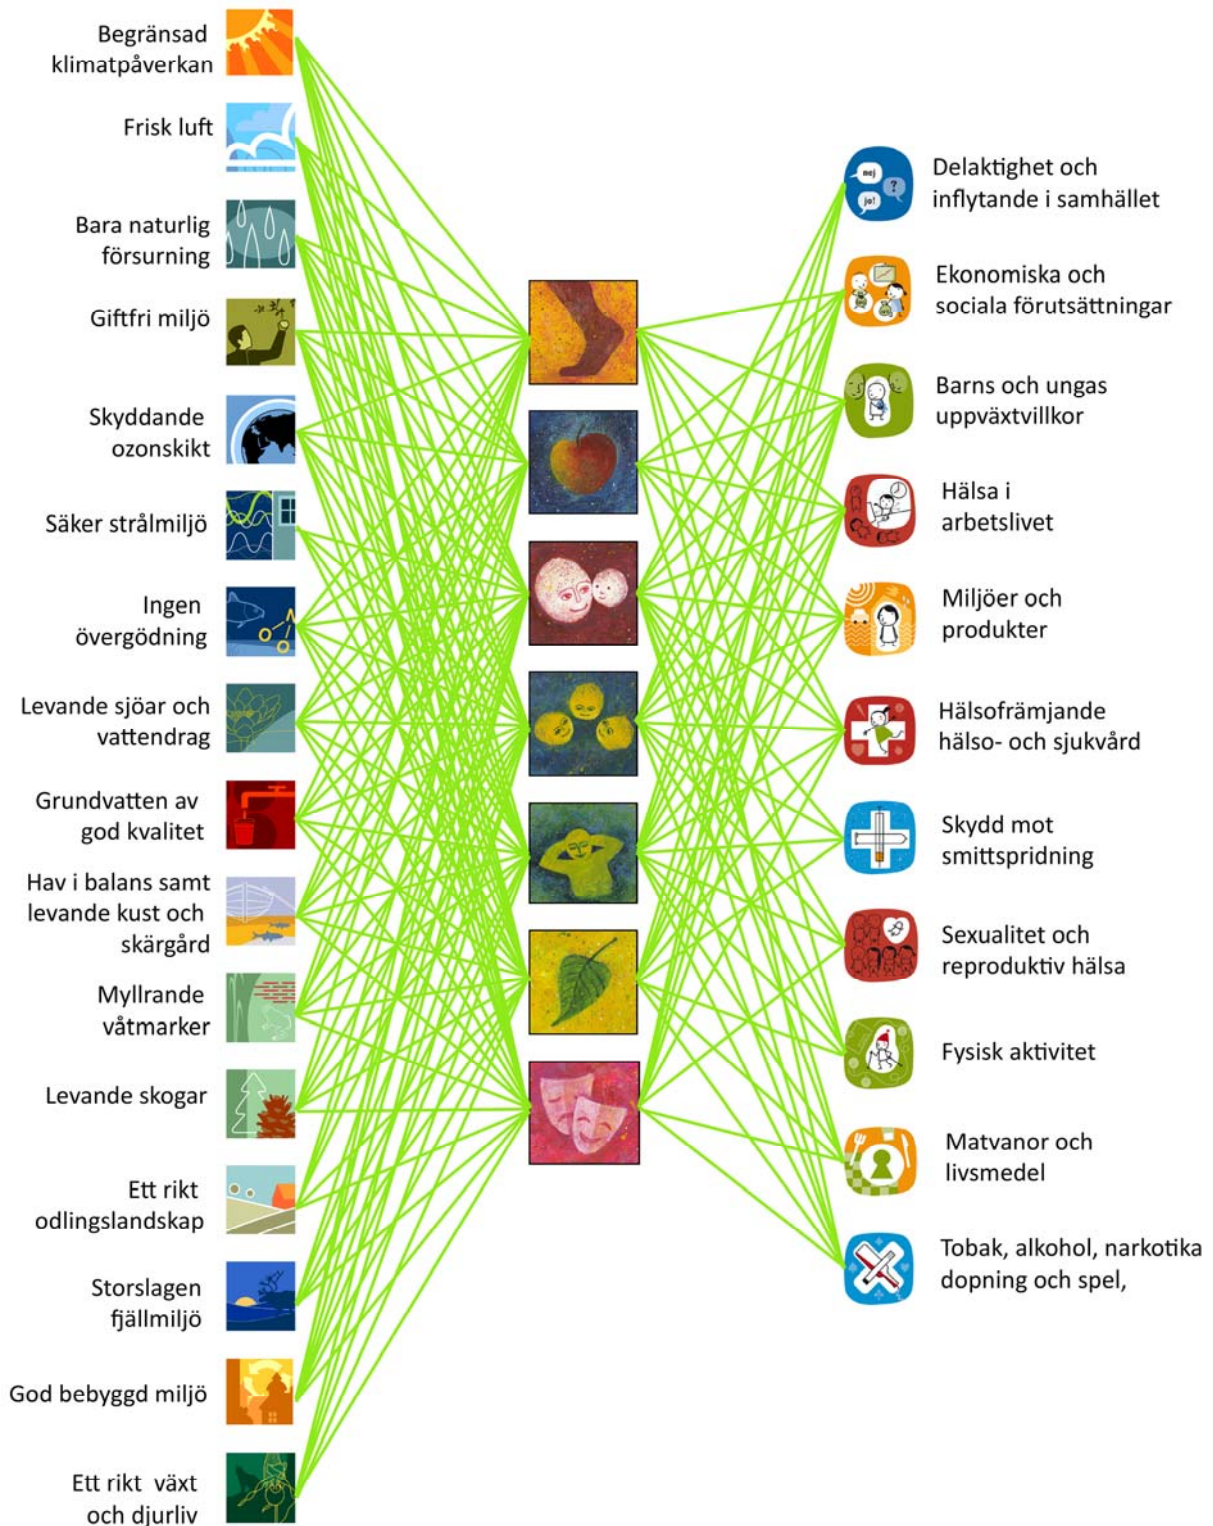 Begränsad
klimatpåverkan
Frisk luft
Bara naturlig
försurning
Giftfri miljö
Skyddande
ozonskikt
Säker strålmiljö
Ingen
övergödning
Levande sjöar och
vattendrag
Grundvatten av
god kvalitet
Hav i balans samt
levande kust och
skärgård
Myllrande
våtmarker
Levande skogar
Ett rikt
odlingslandskap
Storslagen
fjällmiljö
God bebyggd miljö
Ett rikt växt
och djurliv
nej
?
jo!
Delaktighet och
inflytande i samhället
Ekonomiska och
sociala förutsättningar
Barns och ungas
uppväxtvillkor
Hälsa i
arbetslivet
Miljöer och
produkter
Hälsofrämjande
hälso- och sjukvård
Skydd mot
smittspridning
Sexualitet och
reproduktiv hälsa
Fysisk aktivitet
Matvanor och
livsmedel
Tobak, alkohol, narkotika
dopning och spel,